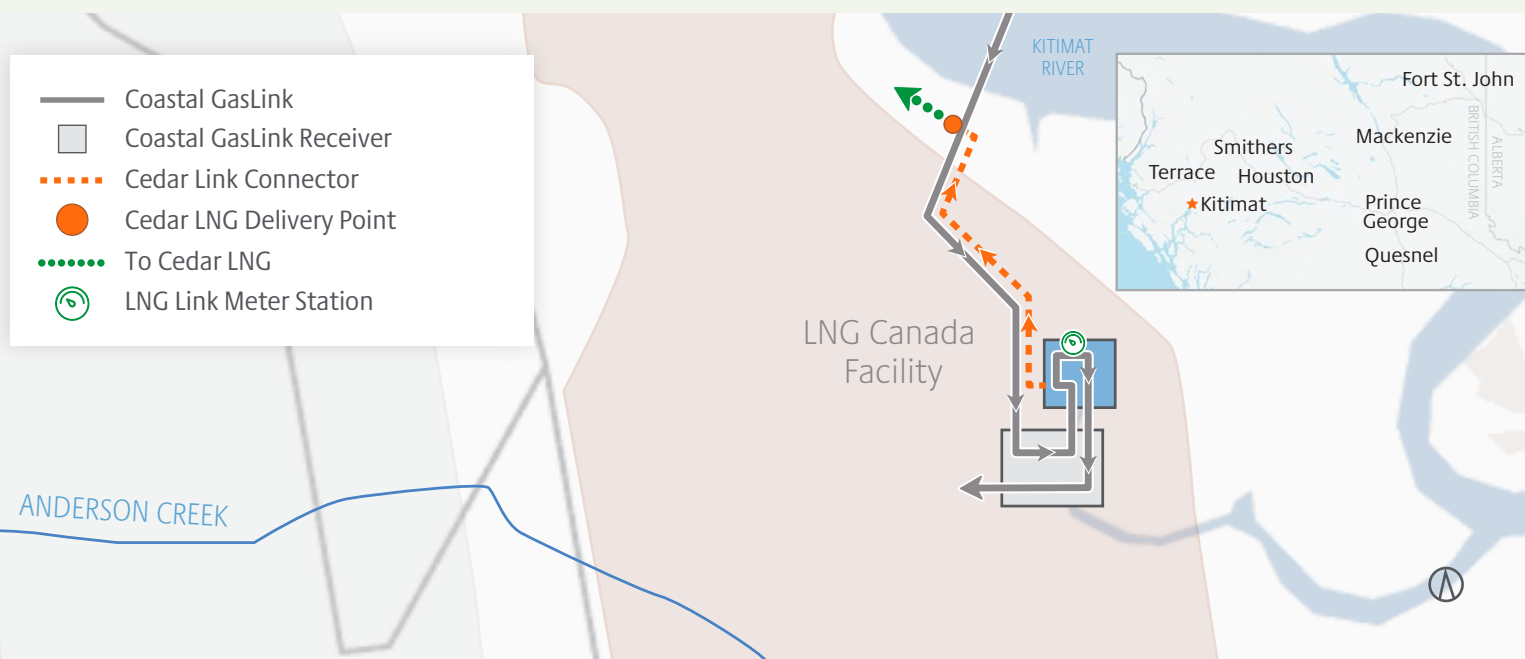 Coastal GasLink
Coastal GasLink Receiver
Cedar Link Connector
Cedar LNG Delivery Point
To Cedar LNG
LNG Link Meter Station
KITIMAT
RIVER
LNG Canada
Facility
ANDERSON CREEK
Fort St. John
Mackenzie
Smithers
Terrace
Houston
Kitimat
Prince
George
Quesnel
BRITISH COLUMBIA
ALBERTA